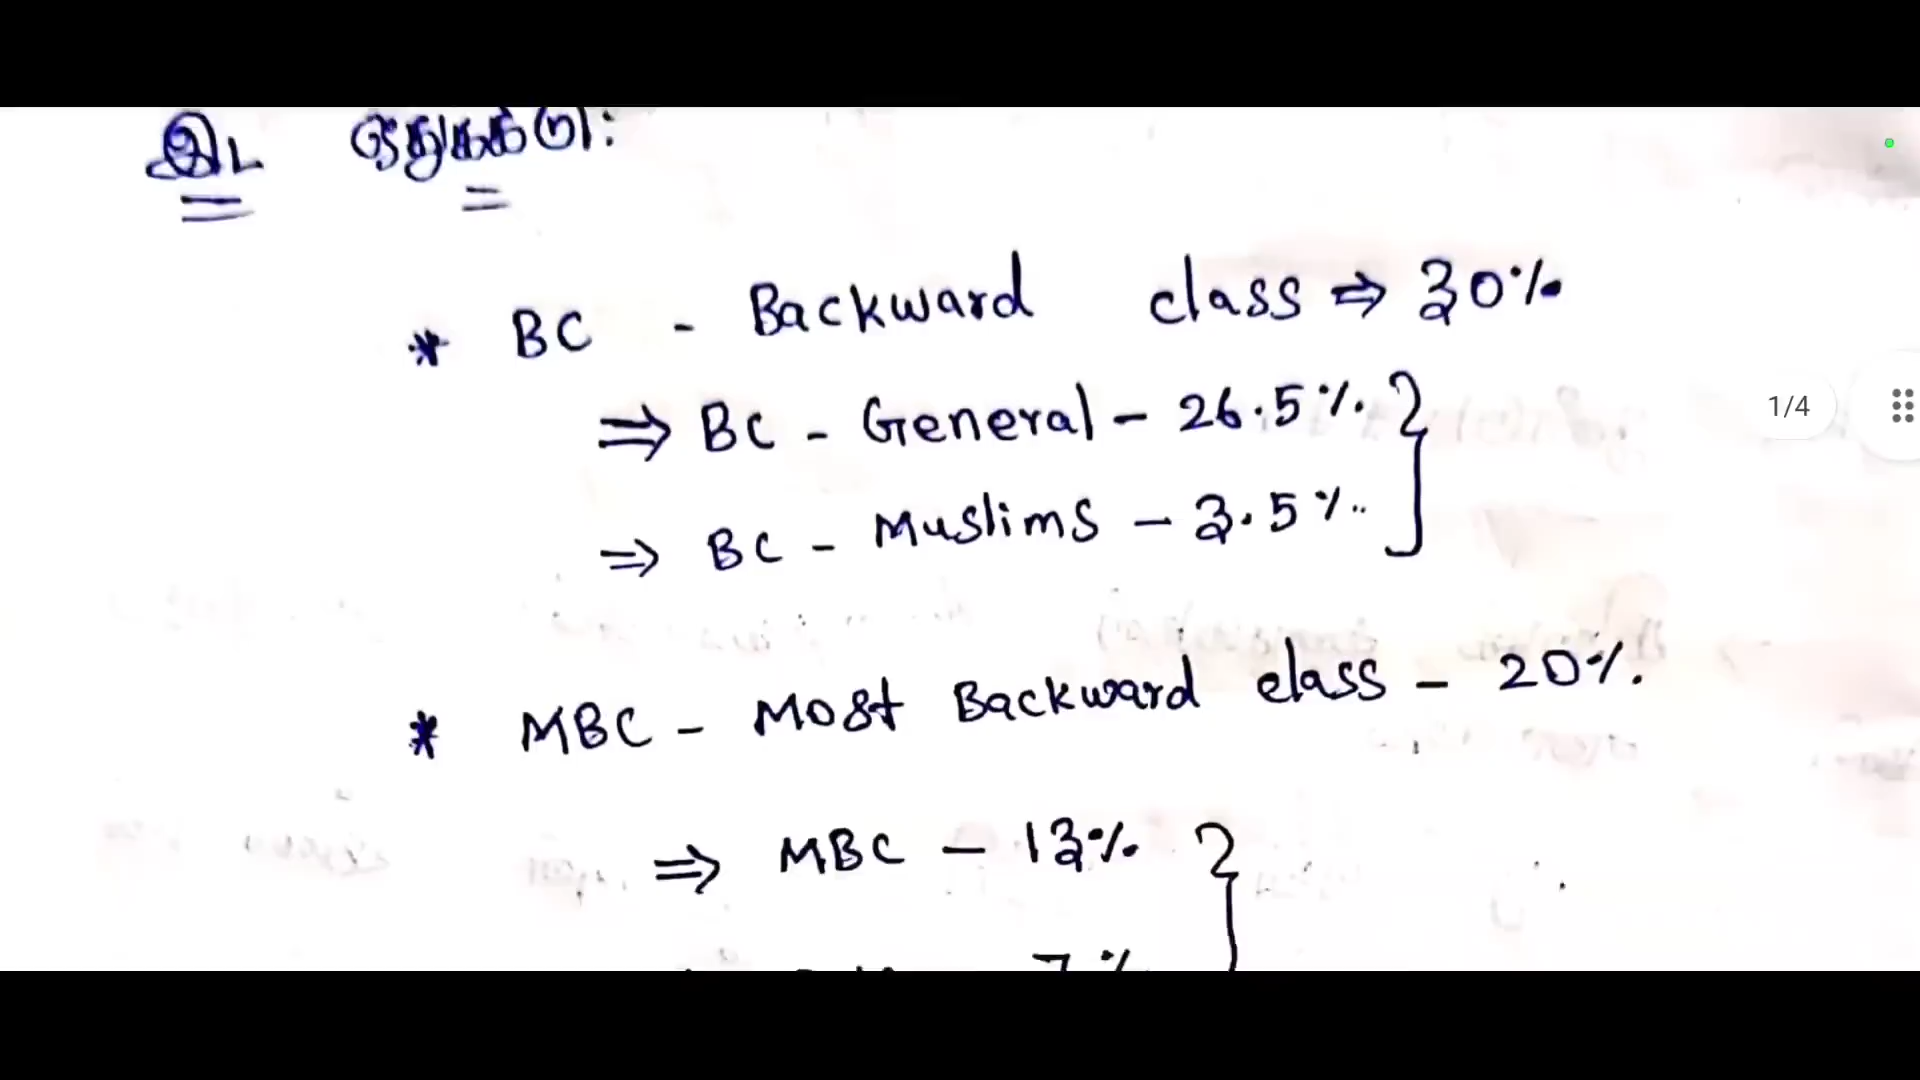 இட ஒதுக்கீடு:
* BC - Backward class ⇒ 30%
⇒ BC - General - 26.5%
⇒ BC - Muslims - 3.5%
1/4
* MBC - Most Backward class - 20%
⇒ MBC - 13%
7%